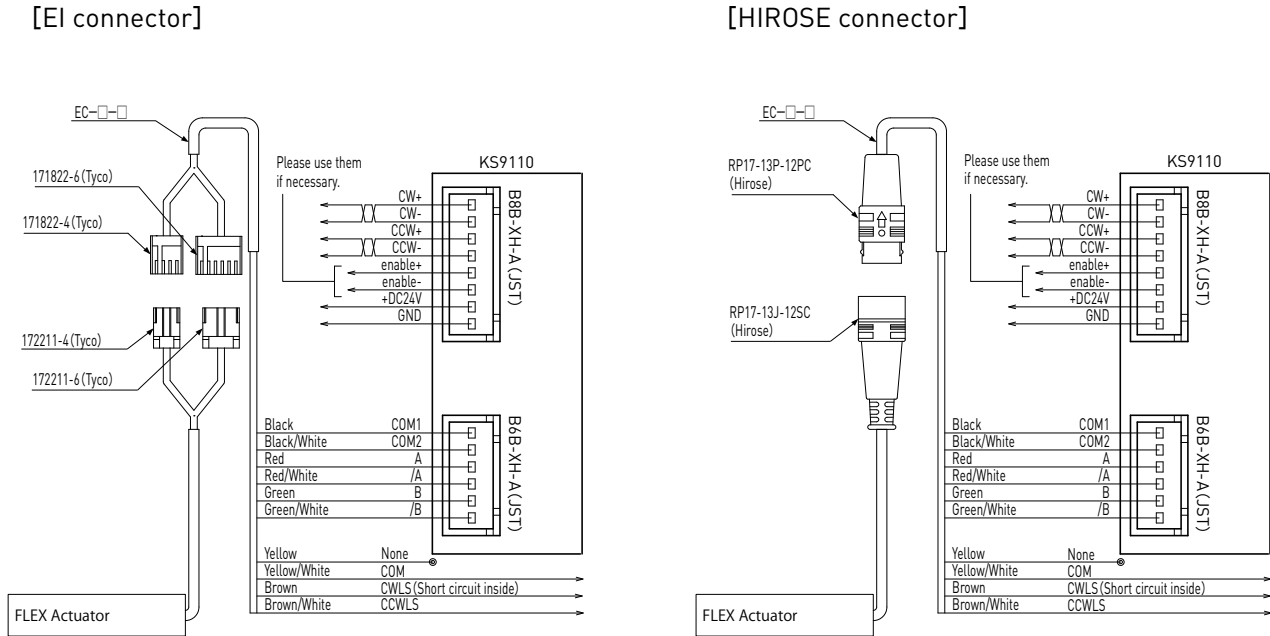 [EI connector]
EC-□-□
171822-6(Tyco)
171822-4(Tyco)
172211-4(Tyco)
172211-6(Tyco)
FLEX Actuator
Please use them
if necessary.
KS9110
CW+
CW-
CCW+
CCW-
enable+
enable-
+DC24V
GND
B8B-XH-A(JST)
Black COM1
Black/White COM2
Red A
Red/White /A
Green B
Green/White /B
B6B-XH-A(JST)
Yellow None
Yellow/White COM
Brown CWLS(Short circuit inside)
Brown/White CCWLS
[HIROSE connector]
EC-□-□
RP17-13P-12PC
(Hirose)
RP17-13J-12SC
(Hirose)
FLEX Actuator
Please use them
if necessary.
KS9110
CW+
CW-
CCW+
CCW-
enable+
enable-
+DC24V
GND
B8B-XH-A(JST)
Black COM1
Black/White COM2
Red A
Red/White /A
Green B
Green/White /B
B6B-XH-A(JST)
Yellow None
Yellow/White COM
Brown CWLS(Short circuit inside)
Brown/White CCWLS